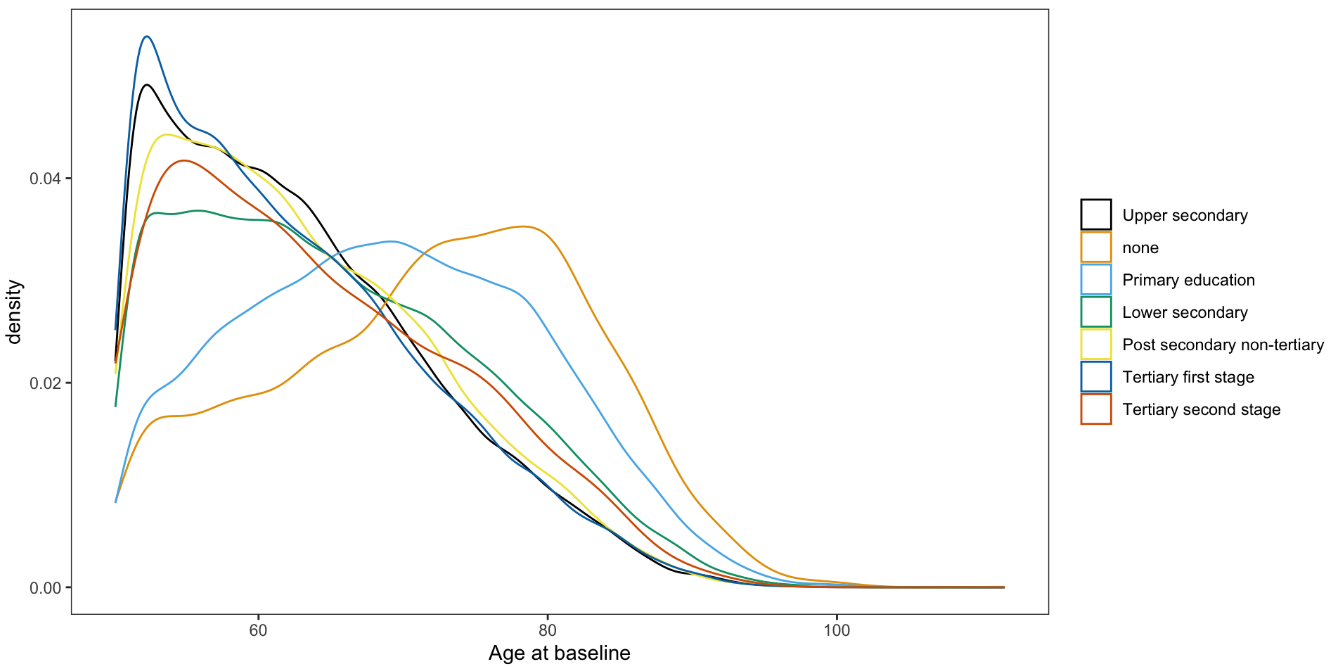 density
0.04
0.02
0.00
60
80
100
Age at baseline
Upper secondary
none
Primary education
Lower secondary
Post secondary non-tertiary
Tertiary first stage
Tertiary second stage